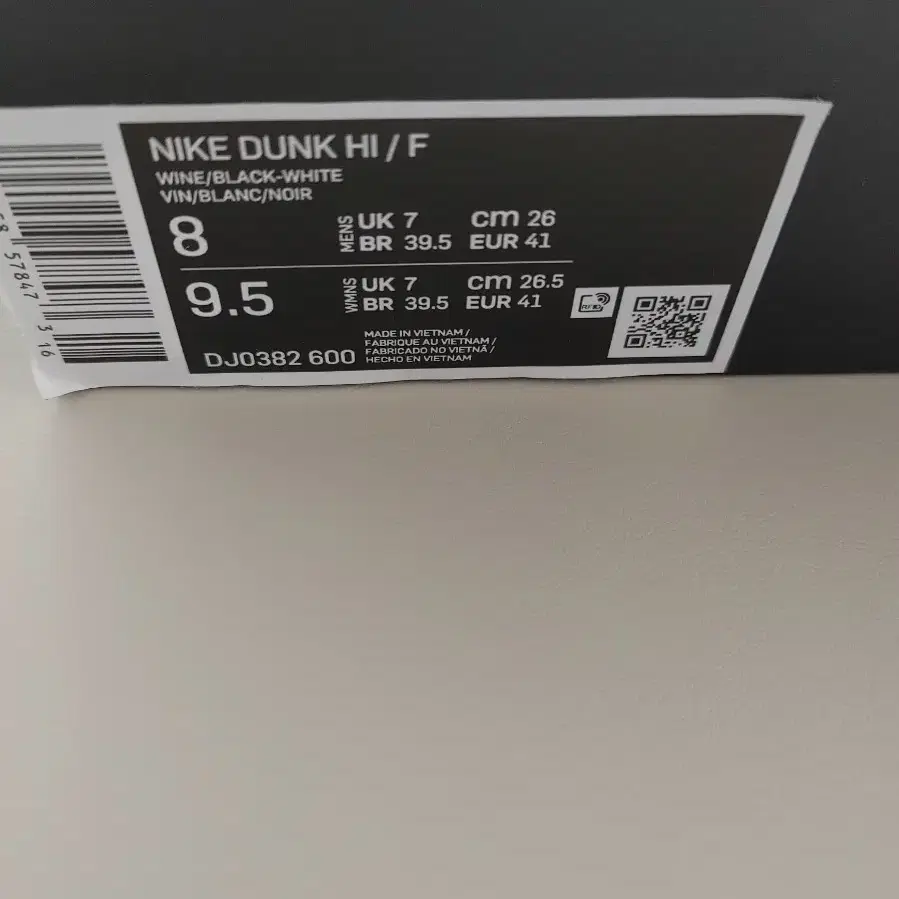 NIKE DUNK HI / F
WINE/BLACK-WHITE
VIN/BLANC/NOIR
8 MENS UK 7 cm 26
BR 39.5 EUR 41
9.5 WMNS UK 7 cm 26.5
BR 39.5 EUR 41
DJ0382 600
MADE IN VIETNAM /
FABRIQUE AU VIETNAM /
FABRICADO NO VIETNÃ /
HECHO EN VIETNAM
57847 3 16